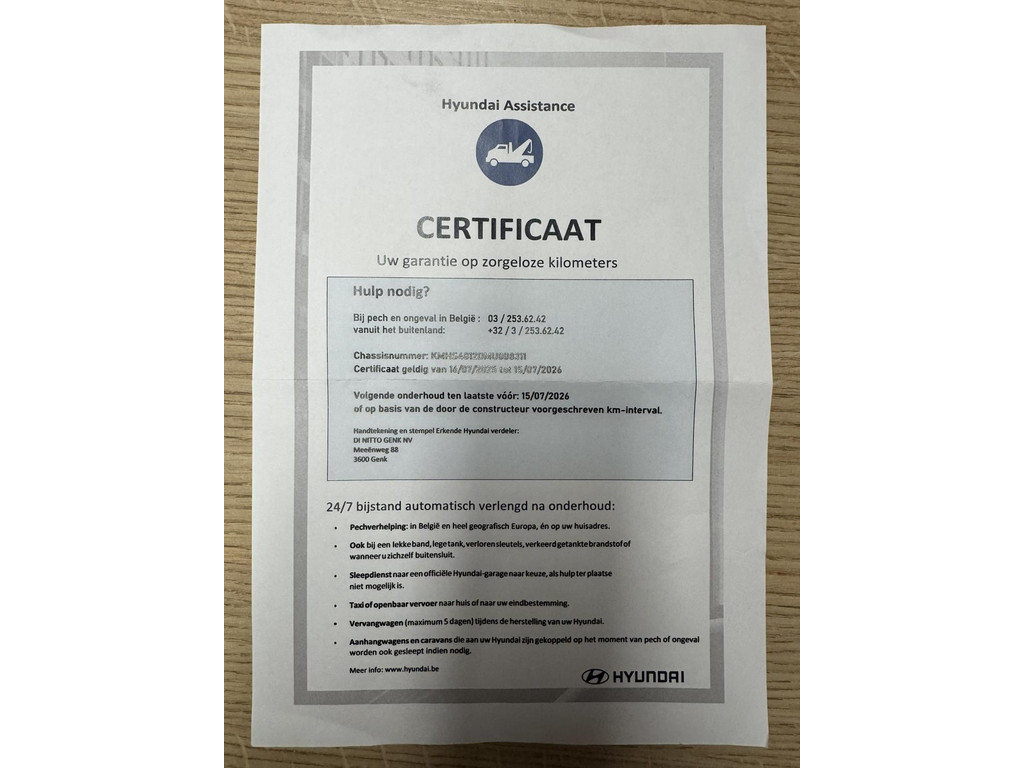 Hyundai Assistance
CERTIFICAAT
Uw garantie op zorgeloze kilometers
Hulp nodig?
Bij pech en ongeval in België : 03 / 253.62.42
vanuit het buitenland: +32 / 3 / 253.62.42
Chassisnummer:
Certificaat geldig van 16/07/2025 tot 15/07/2026
Volgende onderhoud ten laatste vóór: 15/07/2026
of op basis van de door de constructeur voorgeschreven km-interval.
Handtekening en stempel Erkende Hyundai verdeler:
DI NITTO GENK NV
Meeënweg 88
3600 Genk
24/7 bijstand automatisch verlengd na onderhoud:
• Pechverhelping: in België en heel geografisch Europa, én op uw huisadres.
• Ook bij een lekke band, lege tank, verloren sleutels, verkeerd getankte brandstof of
wanneer u zichzelf buitensluit.
• Sleepdienst naar een officiële Hyundai-garage naar keuze, als hulp ter plaatse
niet mogelijk is.
• Taxi of openbaar vervoer naar huis of naar uw eindbestemming.
• Vervangwagen (maximum 5 dagen) tijdens de herstelling van uw Hyundai.
• Aanhangwagens en caravans die aan uw Hyundai zijn gekoppeld op het moment van pech of ongeval
worden ook gesleept indien nodig.
Meer info: www.hyundai.be
HYUNDAI